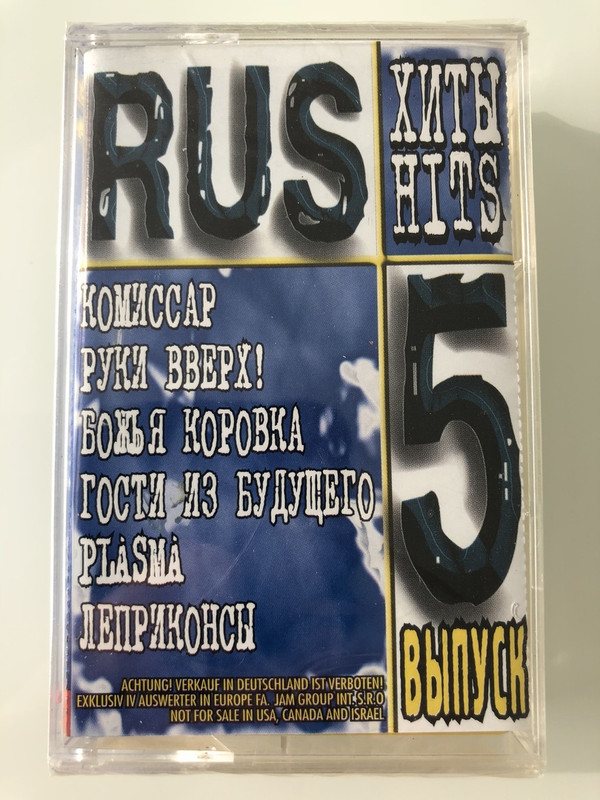 RUS
ХИТЫ
HITS
КОМИССАР
РУКИ ВВЕРХ!
БОЖЬЯ КОРОВКА
ГОСТИ ИЗ БУДУЩЕГО
PLASMA
ЛЕПРИКОНСЫ
5
ВЫПУСК
ACHTUNG! VERKAUF IN DEUTSCHLAND IST VERBOTEN!
EXKLUSIV IV AUSWERTER IN EUROPE FA. JAM GROUP INT. S.R.O
NOT FOR SALE IN USA, CANADA AND ISRAEL